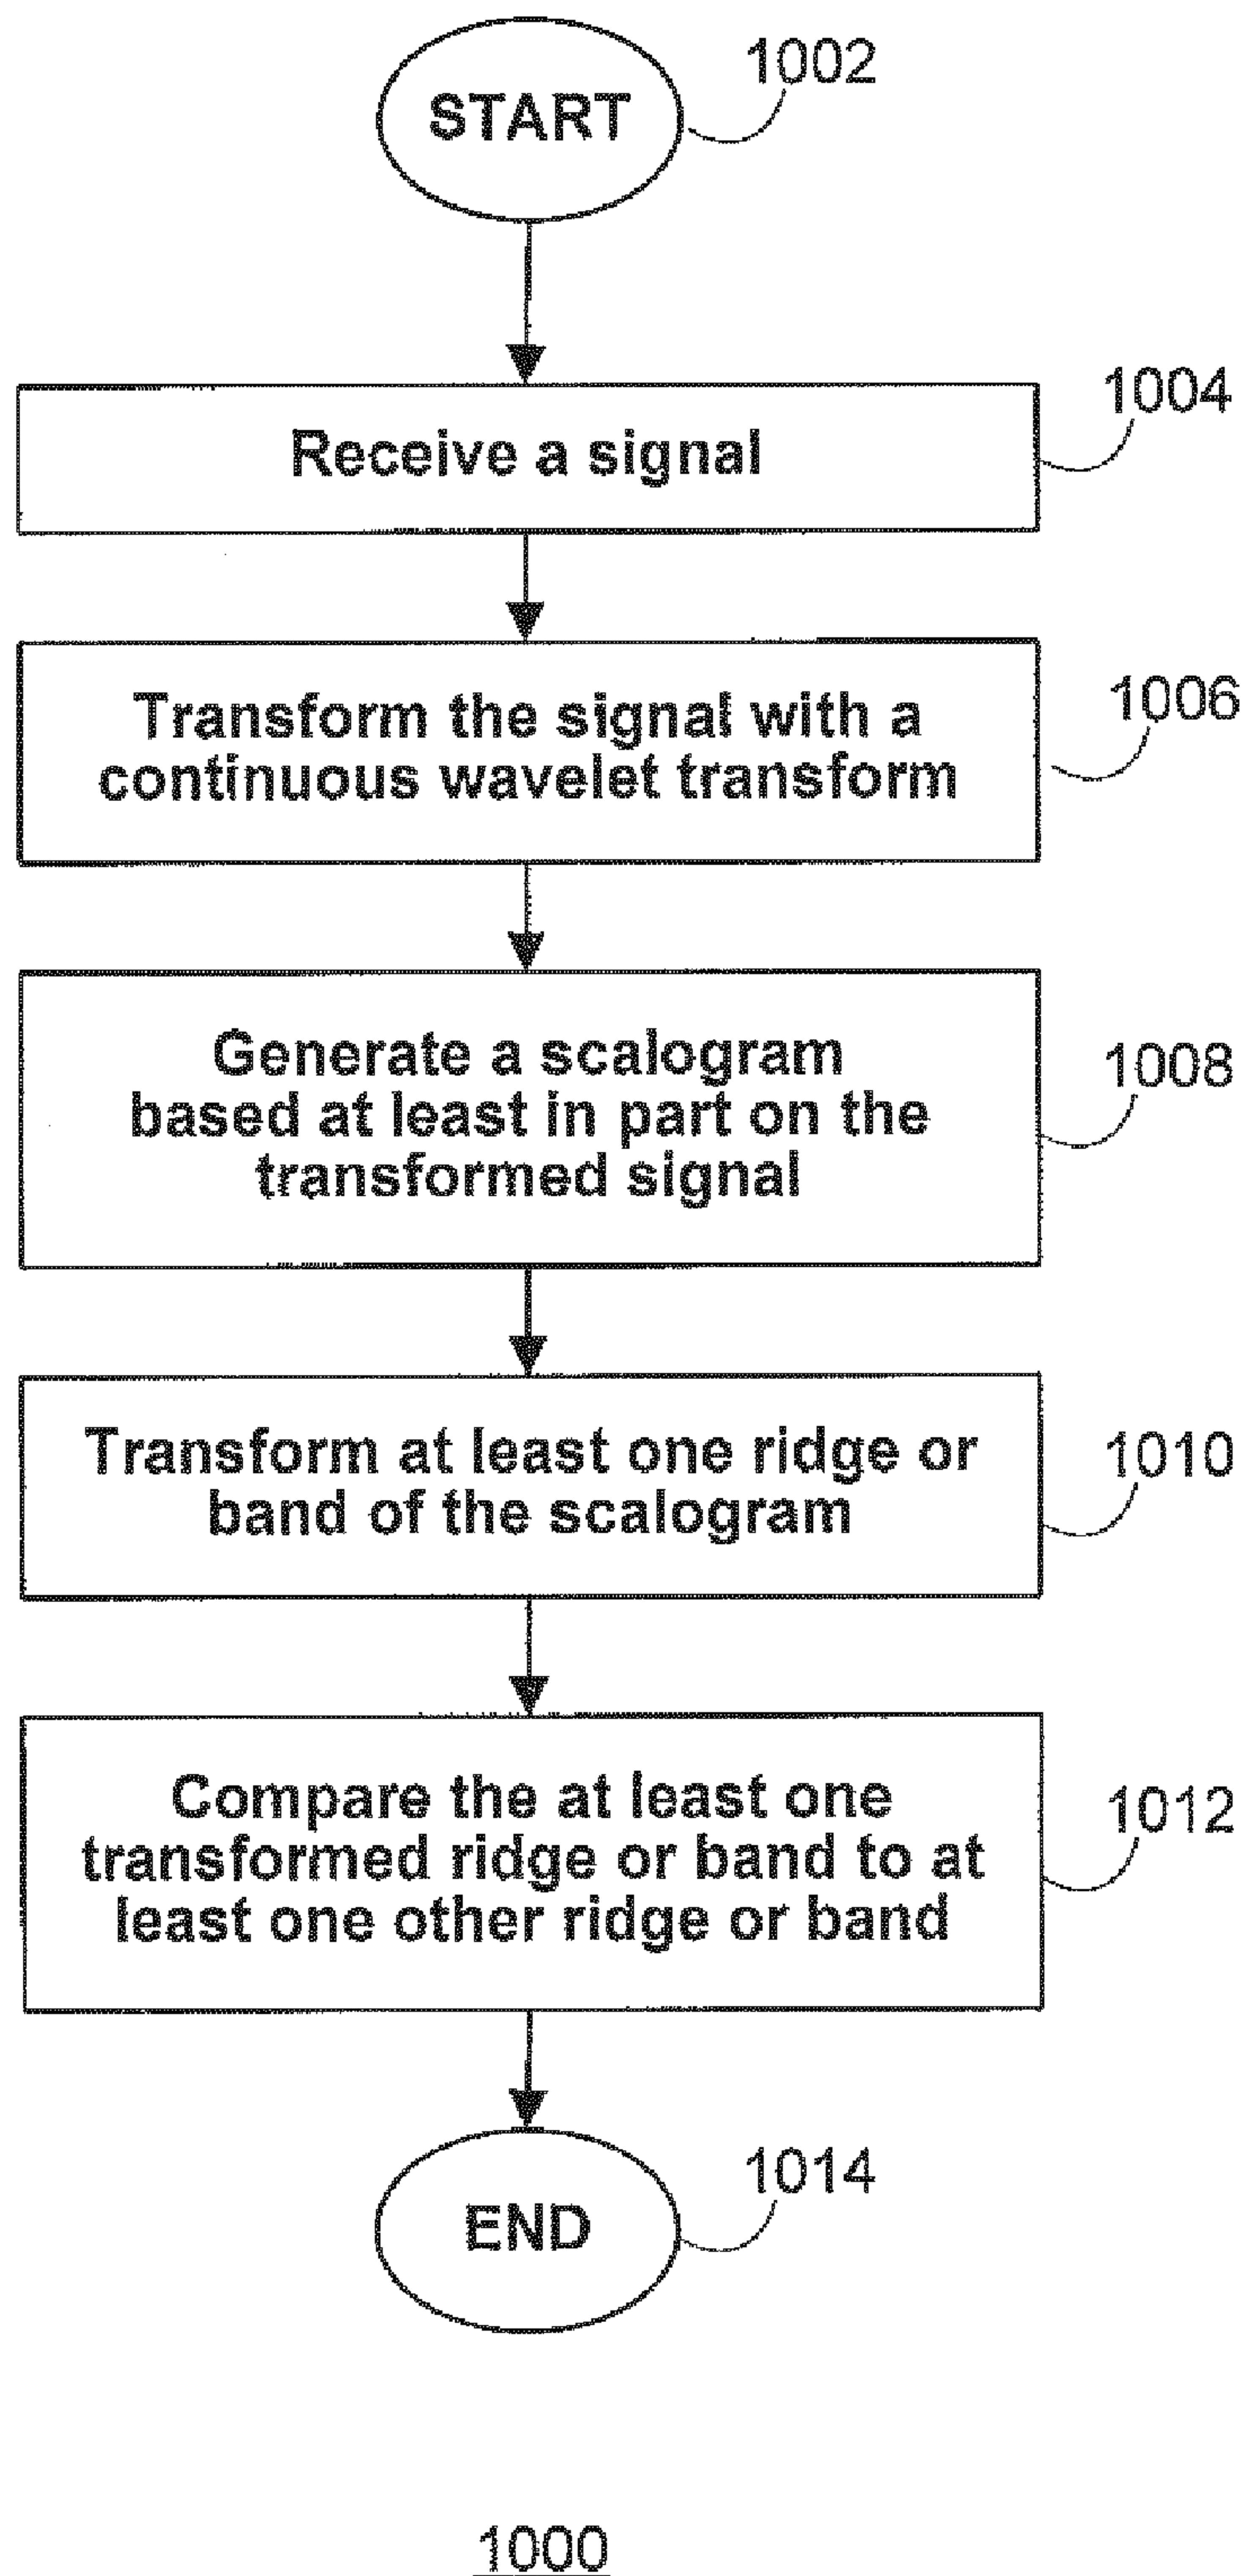 START
1002
Receive a signal
1004
Transform the signal with a
continuous wavelet transform
1006
Generate a scalogram
based at least in part on the
transformed signal
1008
Transform at least one ridge or
band of the scalogram
1010
Compare the at least one
transformed ridge or band to at
least one other ridge or band
1012
END
1014
1000